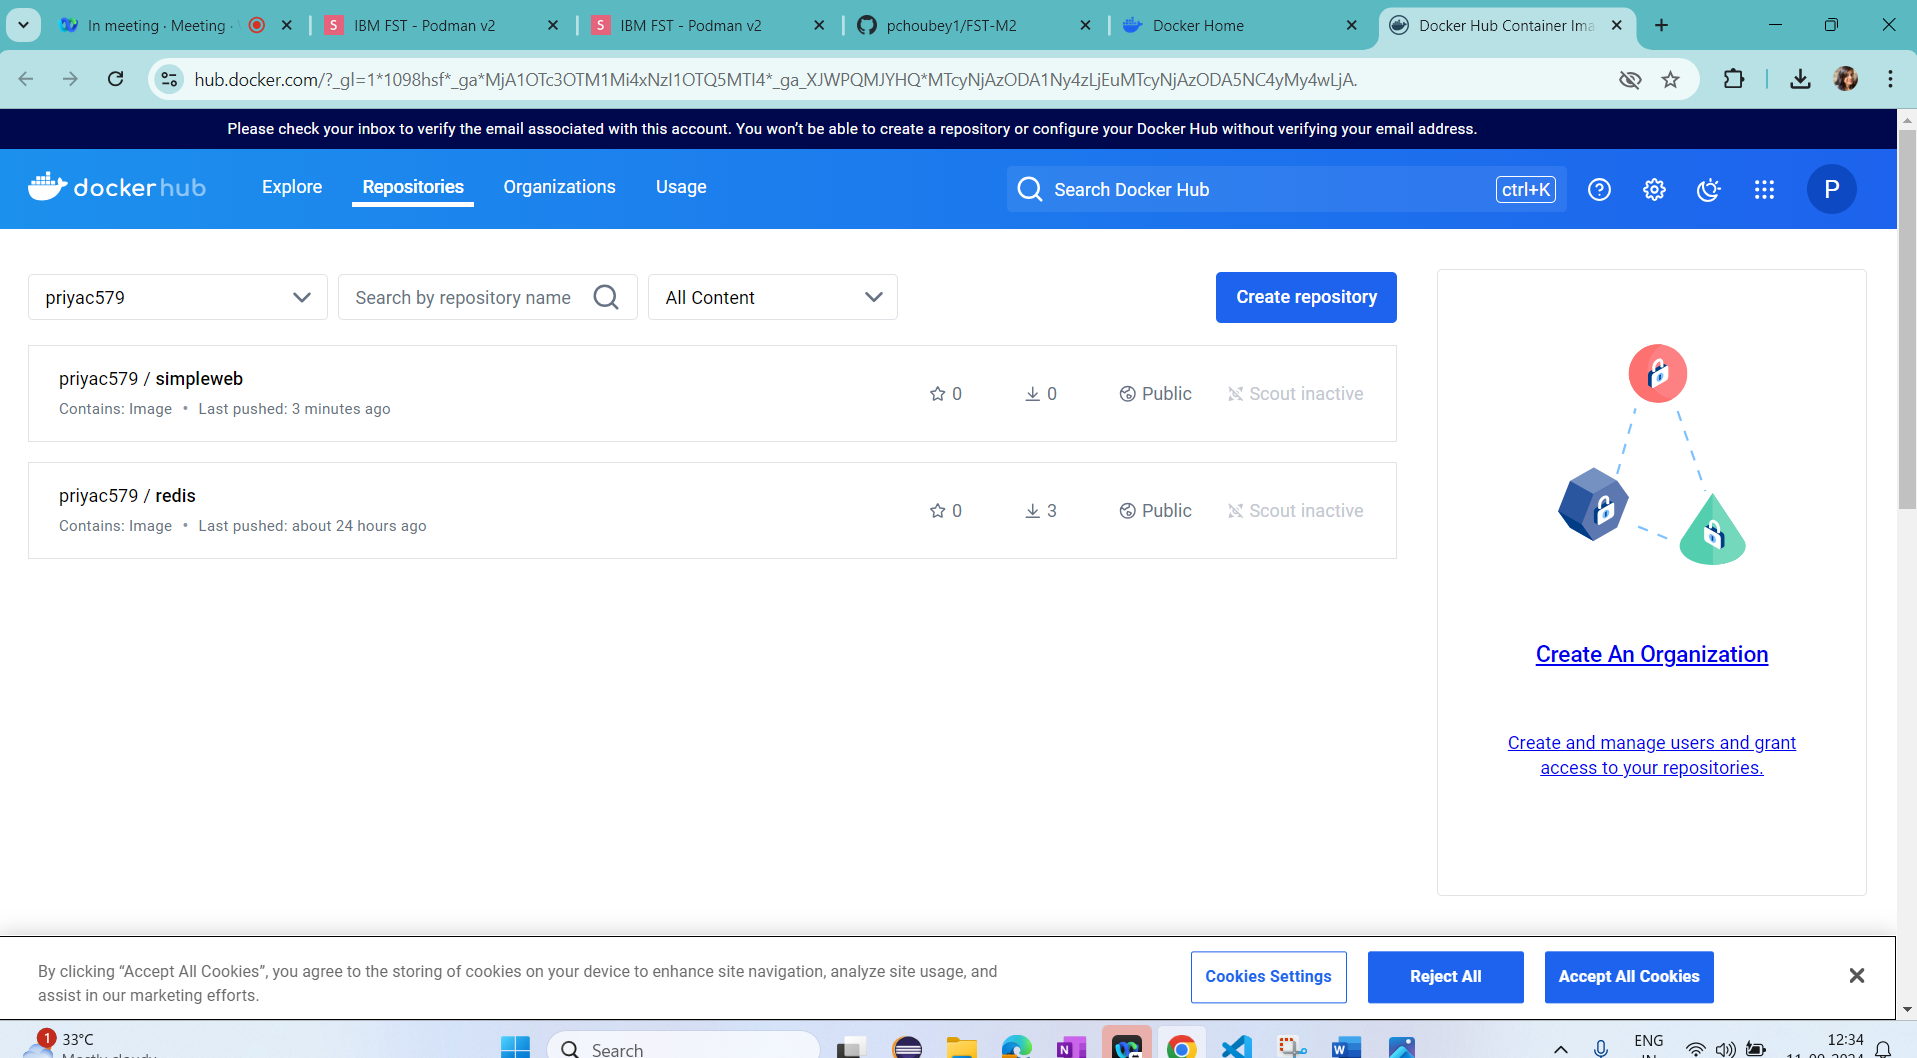 In meeting · Meeting ·
IBM FST - Podman v2
IBM FST - Podman v2
pchoubey1/FST-M2
Docker Home
Docker Hub Container Ima
hub.docker.com/?_gl=1*1098hsf*_ga*MjA1OTc3OTM1Mi4xNzI1OTQ5MTI4*_ga_XJWPQMJYHQ*MTcyNjAzODA1Ny4zLjEuMTcyNjAzODA5NC4yMy4wLjA.
Please check your inbox to verify the email associated with this account. You won’t be able to create a repository or configure your Docker Hub without verifying your email address.
dockerhub
Explore
Repositories
Organizations
Usage
Search Docker Hub
ctrl+K
P
priyac579
Search by repository name
All Content
Create repository
priyac579 / simpleweb
Contains: Image • Last pushed: 3 minutes ago
0
0
Public
Scout inactive
priyac579 / redis
Contains: Image • Last pushed: about 24 hours ago
0
3
Public
Scout inactive
Create An Organization
Create and manage users and grant
access to your repositories.
By clicking “Accept All Cookies”, you agree to the storing of cookies on your device to enhance site navigation, analyze site usage, and
assist in our marketing efforts.
Cookies Settings
Reject All
Accept All Cookies
1
33°C
Mostly cloudy
Search
ENG
IN
12:34